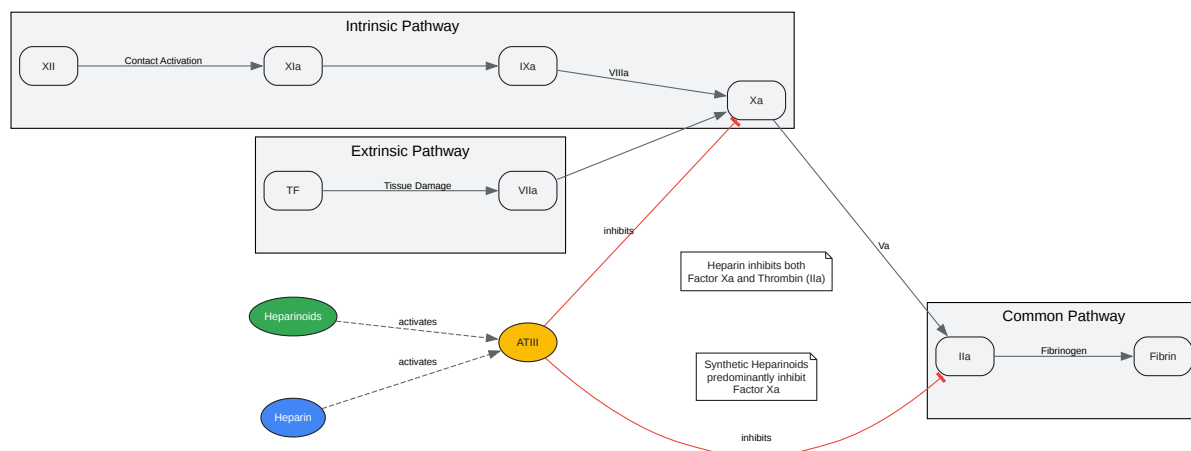 Intrinsic Pathway
XII
Contact Activation
XIa
IXa
VIIIa
Xa
Extrinsic Pathway
TF
Tissue Damage
VIIa
inhibits
Va
Heparin inhibits both
Factor Xa and Thrombin (IIa)
Heparinoids
activates
ATIII
activates
Heparin
Common Pathway
IIa
Fibrinogen
Fibrin
Synthetic Heparinoids
predominantly inhibit
Factor Xa
inhibits